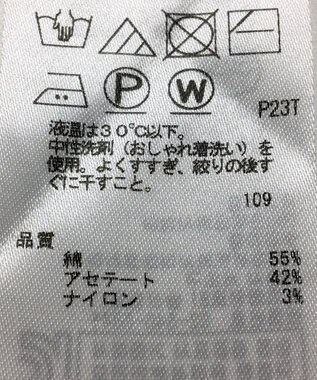 P
W
P23T
液温は30℃以下。
中性洗剤(おしゃれ着洗い)を
使用。よくすすぎ、絞りの後す
ぐに干すこと。
109
品質
綿 55%
アセテート 42%
ナイロン 3%